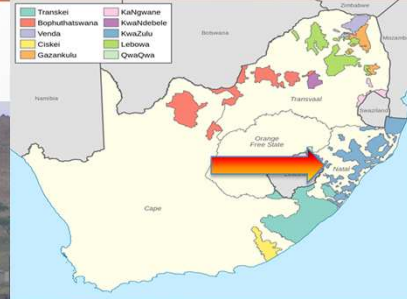 Transkei
Bophuthatswana
Venda
Ciskei
Gazankulu
KaNgwane
KwaNdebele
KwaZulu
Lebowa
QwaQwa
Zimbabwe
Botswana
Namibia
Transvaal
Swaziland
Orange
Free State
Natal
Cape